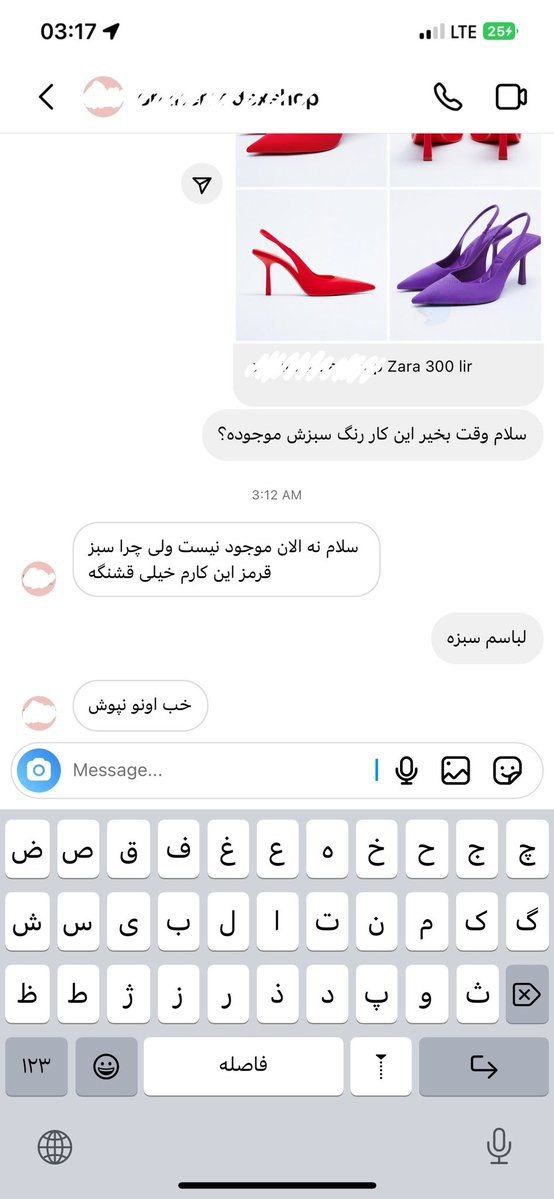 03:17
LTE 25
Zara 300 lir
سلام وقت بخیر این کار رنگ سبزش موجوده؟
3:12 AM
سلام نه الان موجود نیست ولی چرا سبز
قرمز این کارم خیلی قشنگه
لباسم سبزه
خب اونو نپوش
Message...
ض ص ق ف غ ع ه خ ح ج چ
ش س ی ب ل ا ت ن م ک گ
ظ ط ژ ز ر ذ د پ و ث
۱۲۳ فاصله